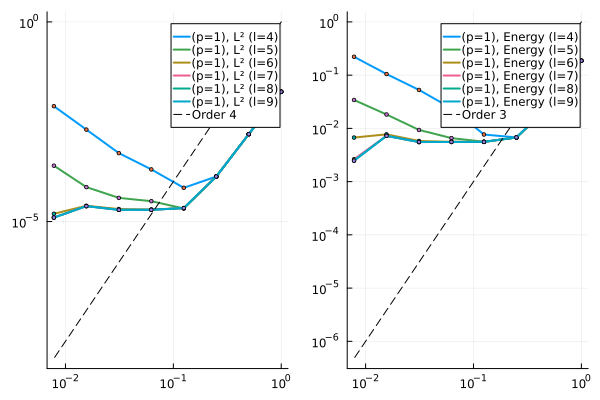 10⁰
10⁻⁵
10⁻² 10⁻¹ 10⁰
(p=1), L² (l=4)
(p=1), L² (l=5)
(p=1), L² (l=6)
(p=1), L² (l=7)
(p=1), L² (l=8)
(p=1), L² (l=9)
Order 4
10⁰
10⁻¹
10⁻²
10⁻³
10⁻⁴
10⁻⁵
10⁻⁶
10⁻² 10⁻¹ 10⁰
(p=1), Energy (l=4)
(p=1), Energy (l=5)
(p=1), Energy (l=6)
(p=1), Energy (l=7)
(p=1), Energy (l=8)
(p=1), Energy (l=9)
Order 3